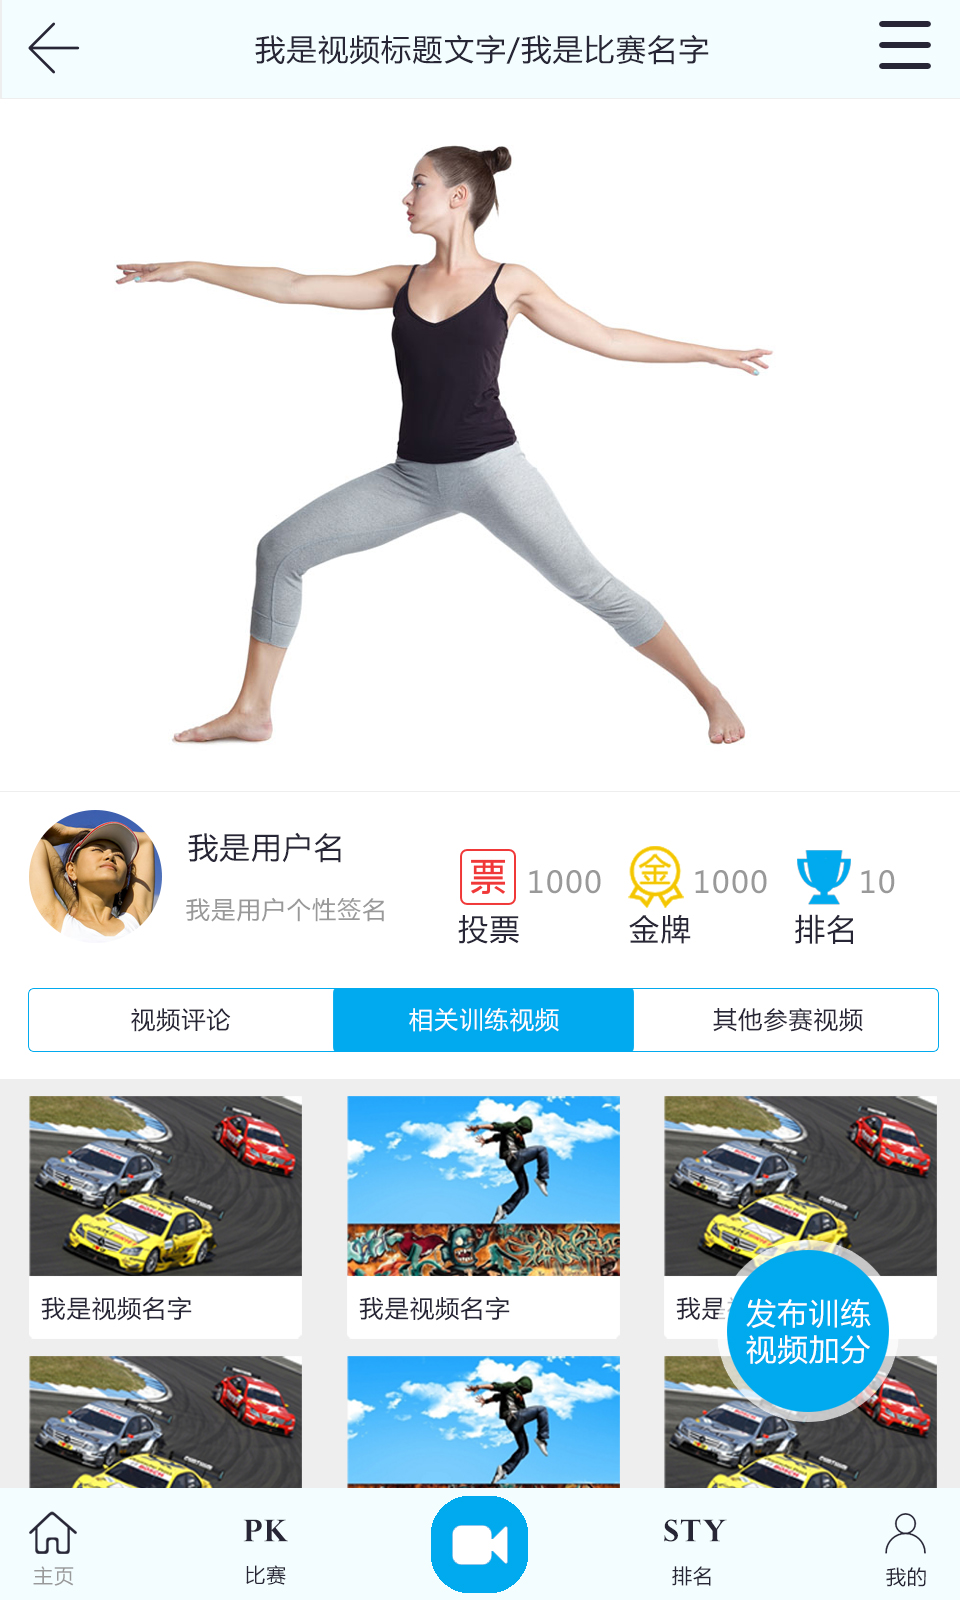 我是视频标题文字/我是比赛名字
我是用户名
我是用户个性签名
票 1000
投票
金 1000
金牌
10
排名
视频评论
相关训练视频
其他参赛视频
我是视频名字
我是视频名字
我是
发布训练
视频加分
主页
PK
比赛
STY
排名
我的